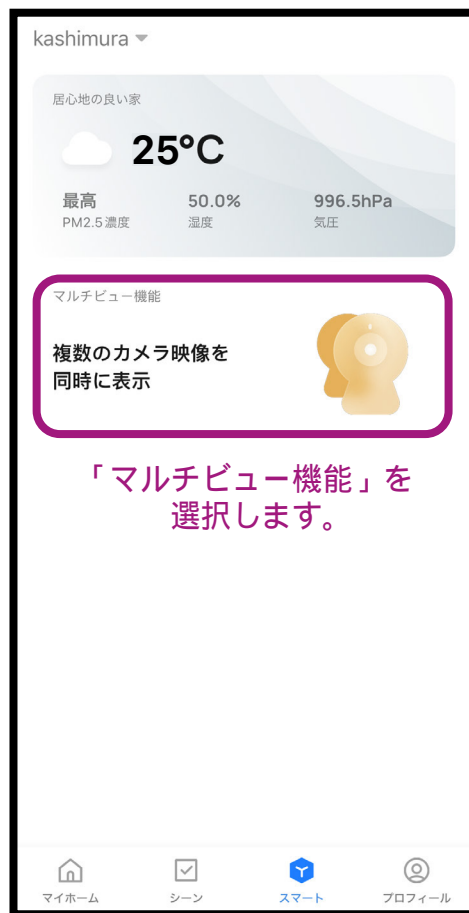 kashimura
居心地の良い家
25°C
最高 50.0% 996.5hPa
PM2.5濃度 湿度 気圧
マルチビュー機能
複数のカメラ映像を
同時に表示
「マルチビュー機能」を
選択します。
マイホーム シーン スマート プロフィール